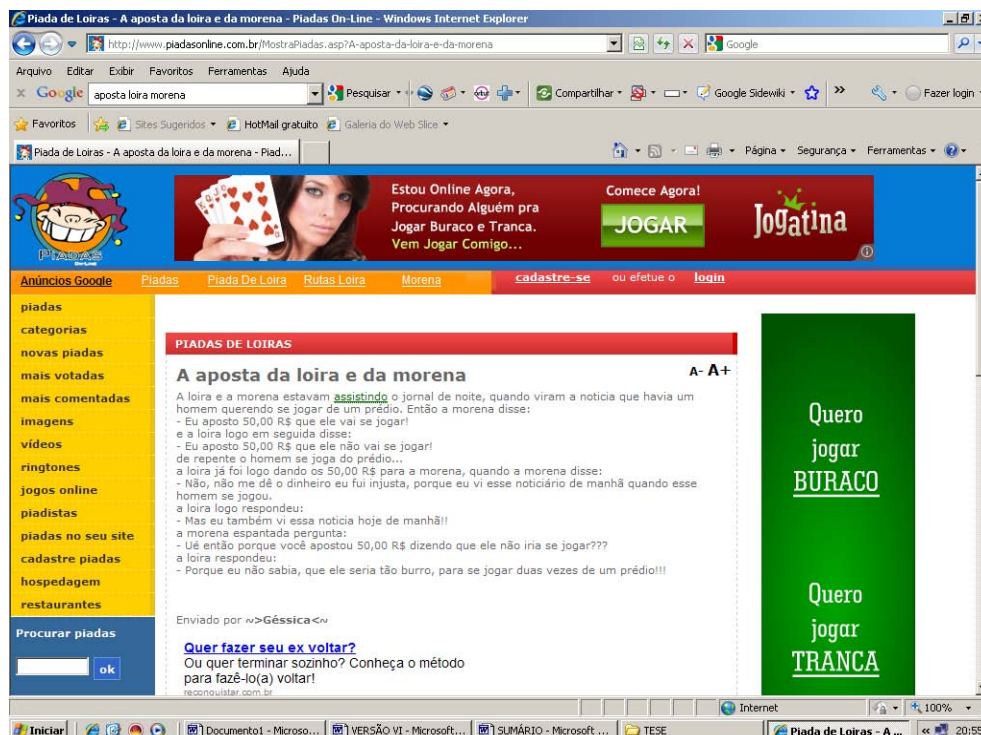 Piada de Loiras - A aposta da loira e da morena - Piadas On-Line - Windows Internet Explorer
http://www.piadasonline.com.br/MostraPiadas.asp?A-aposta-da-loira-e-da-morena
Google
Arquivo Editar Exibir Favoritos Ferramentas Ajuda
Google aposta loira morena Pesquisar Compartilhar Google Sidewiki Fazer login
Favoritos Sites Sugeridos HotMail gratuito Galeria do Web Slice
Piada de Loiras - A aposta da loira e da morena - Piad... Página Segurança Ferramentas
PIADAS
Estou Online Agora,
Procurando Alguém pra
Jogar Buraco e Tranca.
Vem Jogar Comigo...
Comece Agora!
JOGAR
Jogatina
Anúncios Google Piadas Piada De Loira Rutas Loira Morena cadastre-se ou efetue o login
piadas
categorias
novas piadas
mais votadas
mais comentadas
imagens
vídeos
ringtones
jogos online
piadistas
piadas no seu site
cadastre piadas
hospedagem
restaurantes
Procurar piadas
ok
PIADAS DE LOIRAS
A aposta da loira e da morena A- A+
A loira e a morena estavam assistindo o jornal de noite, quando viram a noticia que havia um
homem querendo se jogar de um prédio. Então a morena disse:
- Eu aposto 50,00 R$ que ele vai se jogar!
e a loira logo em seguida disse:
- Eu aposto 50,00 R$ que ele não vai se jogar!
de repente o homem se joga do prédio...
a loira já foi logo dando os 50,00 R$ para a morena, quando a morena disse:
- Não, não me dê o dinheiro eu fui injusta, porque eu vi esse noticiário de manhã quando esse
homem se jogou.
a loira logo respondeu:
- Mas eu também vi essa noticia hoje de manhã!!
a morena espantada pergunta:
- Ué então porque você apostou 50,00 R$ dizendo que ele não iria se jogar???
a loira respondeu:
- Porque eu não sabia, que ele seria tão burro, para se jogar duas vezes de um prédio!!!
Enviado por ~>Géssica<~
Quer fazer seu ex voltar?
Ou quer terminar sozinho? Conheça o método
para fazê-lo(a) voltar!
reconquistar.com.br
Quero
jogar
BURACO
Quero
jogar
TRANCA
Internet 100%
Iniciar Documento1 - Microso... VERSÃO VI - Microsoft... SUMÁRIO - Microsoft ... TESE Piada de Loiras - A ... 20:55